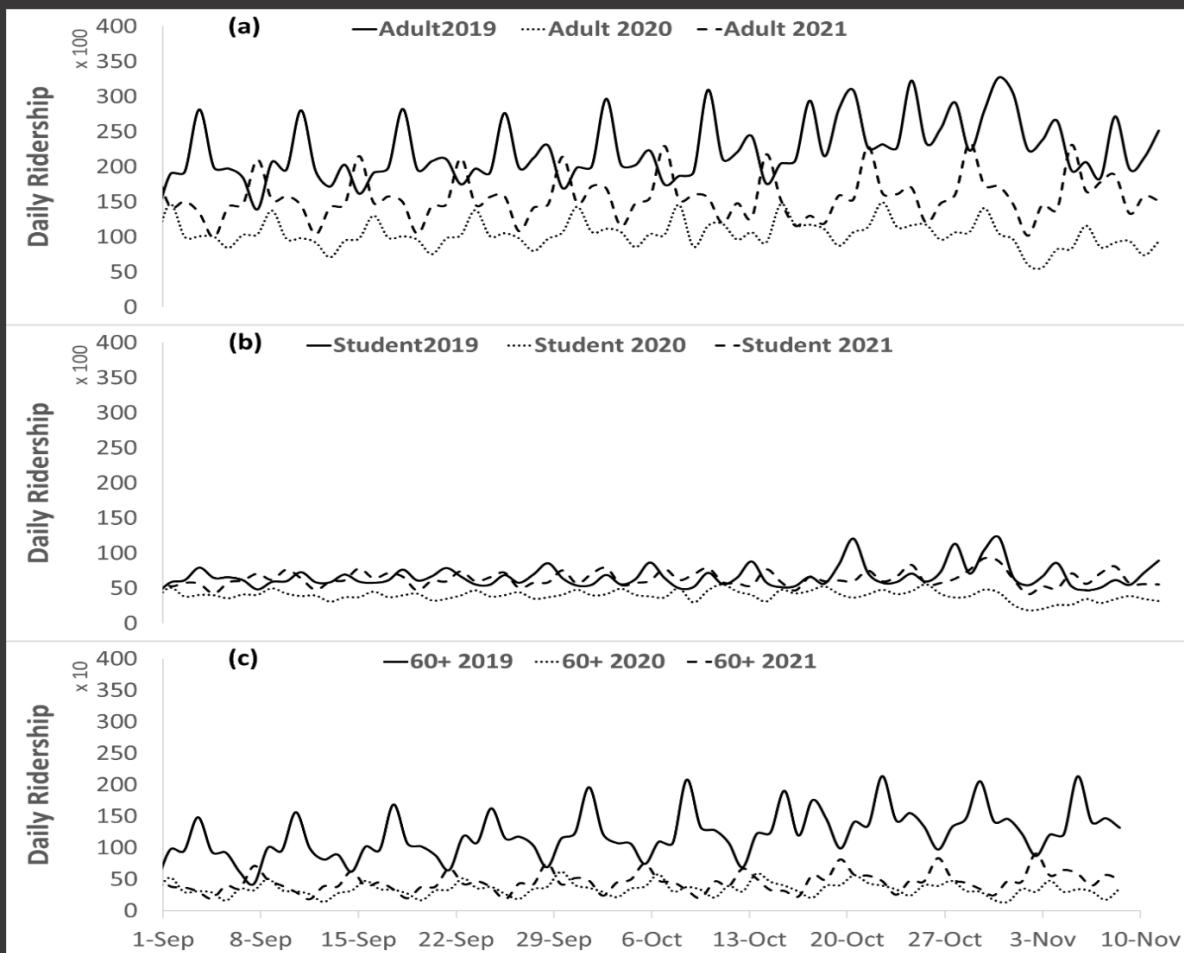 (a) Adult2019 Adult 2020 Adult 2021
Daily Ridership
x 100
400
350
300
250
200
150
100
50
0
(b) Student2019 Student 2020 Student 2021
Daily Ridership
x 100
400
350
300
250
200
150
100
50
0
(c) 60+ 2019 60+ 2020 60+ 2021
Daily Ridership
x 10
400
350
300
250
200
150
100
50
0
1-Sep 8-Sep 15-Sep 22-Sep 29-Sep 6-Oct 13-Oct 20-Oct 27-Oct 3-Nov 10-Nov